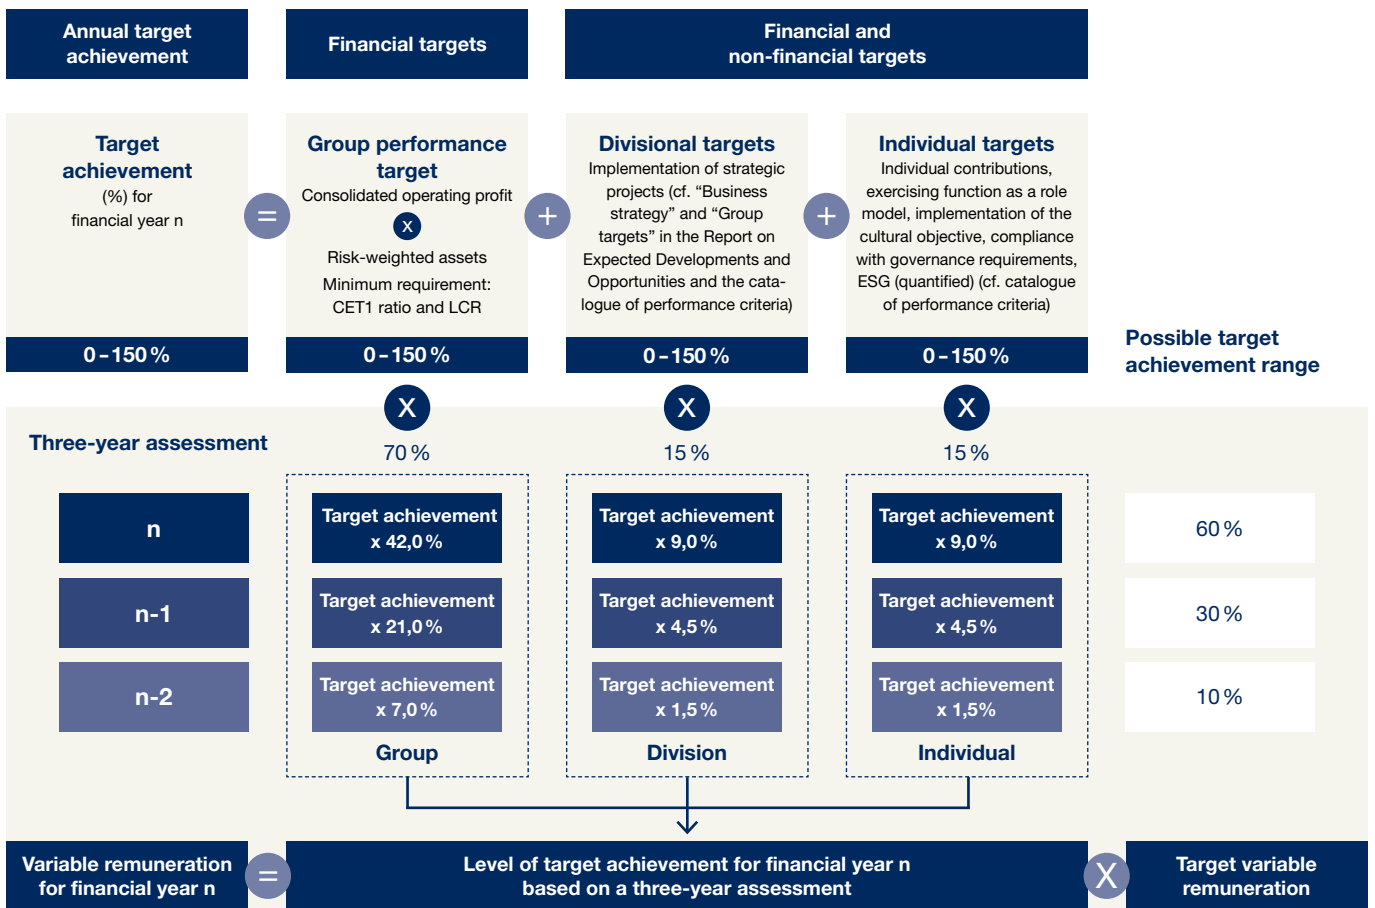 Annual target
achievement
Financial targets
Financial and
non-financial targets
Target
achievement
(%) for
financial year n
=
Group performance
target
Consolidated operating profit
x
Risk-weighted assets
Minimum requirement:
CET1 ratio and LCR
+
Divisional targets
Implementation of strategic
projects (cf. “Business
strategy” and “Group
targets” in the Report on
Expected Developments and
Opportunities and the cata-
logue of performance criteria)
+
Individual targets
Individual contributions,
exercising function as a role
model, implementation of the
cultural objective, compliance
with governance requirements,
ESG (quantified) (cf. catalogue
of performance criteria)
0 – 150 %
0 – 150 %
0 – 150 %
0 – 150 %
Possible target
achievement range
X
X
X
Three-year assessment
70 %
15 %
15 %
n
Target achievement
x 42,0 %
Target achievement
x 9,0 %
Target achievement
x 9,0 %
60 %
n-1
Target achievement
x 21,0 %
Target achievement
x 4,5 %
Target achievement
x 4,5 %
30 %
n-2
Target achievement
x 7,0 %
Target achievement
x 1,5 %
Target achievement
x 1,5%
10 %
Group
Division
Individual
Variable remuneration
for financial year n
=
Level of target achievement for financial year n
based on a three-year assessment
X
Target variable
remuneration